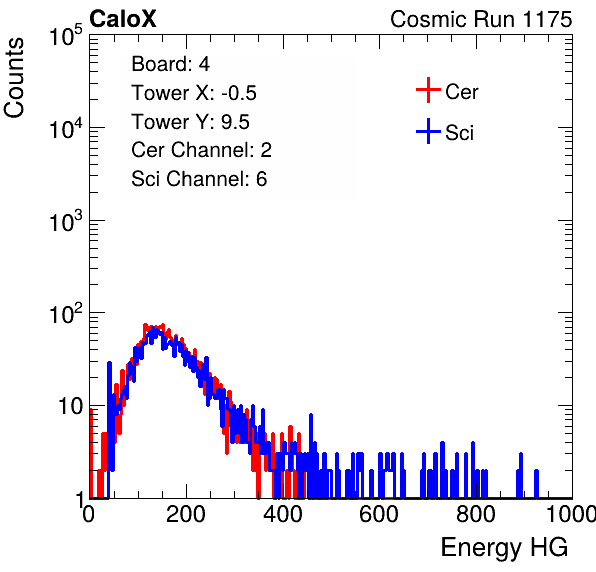 CaloX Cosmic Run 1175
Counts
10^5
10^4
10^3
10^2
10
1
Board: 4
Tower X: -0.5
Tower Y: 9.5
Cer Channel: 2
Sci Channel: 6
Cer
Sci
0 200 400 600 800 1000
Energy HG